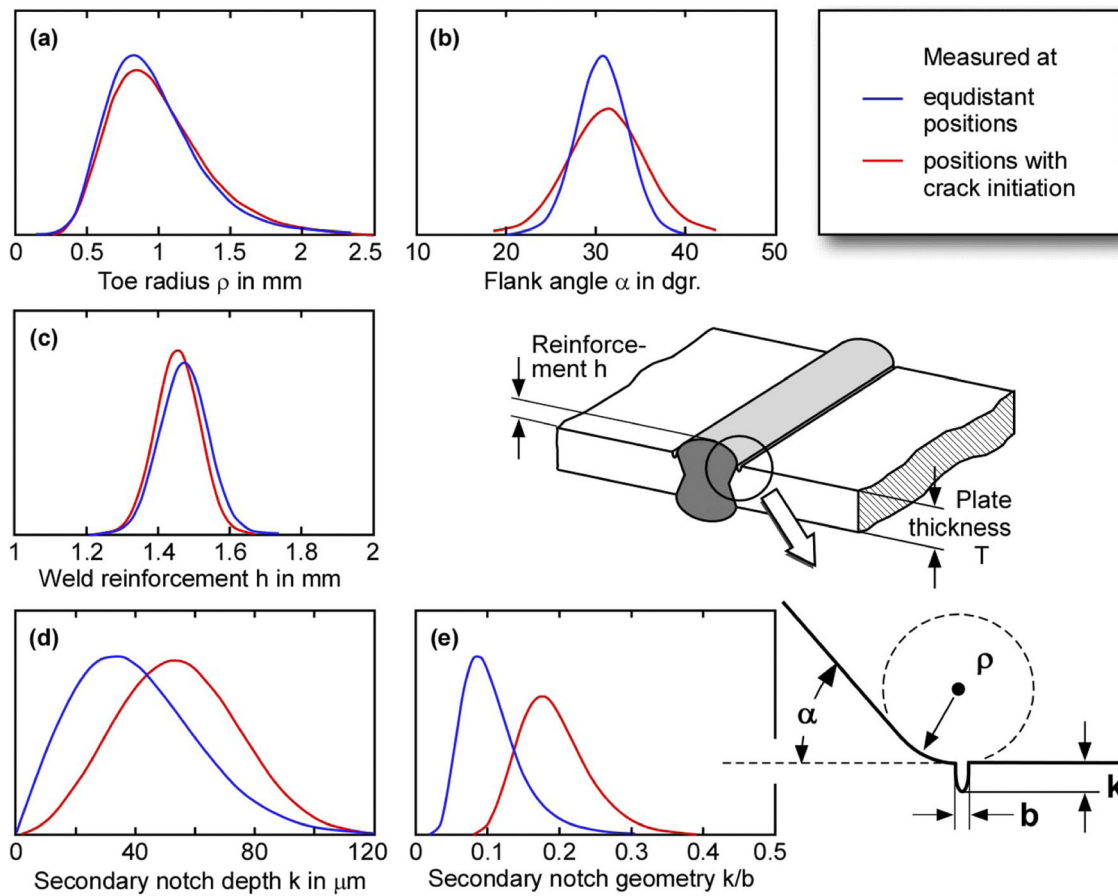 (a)
0 0.5 1 1.5 2 2.5
Toe radius ρ in mm
(b)
10 20 30 40 50
Flank angle α in dgr.
Measured at
equdistant
positions
positions with
crack initiation
(c)
1 1.2 1.4 1.6 1.8 2
Weld reinforcement h in mm
Reinforce-
ment h
Plate
thickness
T
(d)
0 40 80 120
Secondary notch depth k in μm
(e)
0 0.1 0.2 0.3 0.4 0.5
Secondary notch geometry k/b
ρ
α
k
b